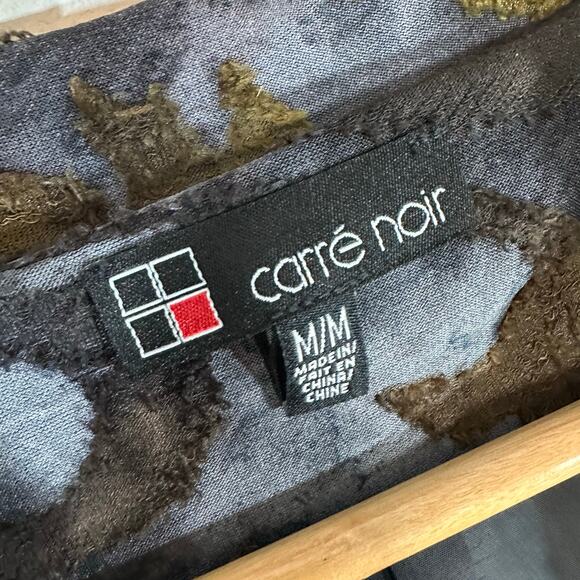 carré noir
M/M
MADE IN/
FAIT EN
CHINA/
CHINE